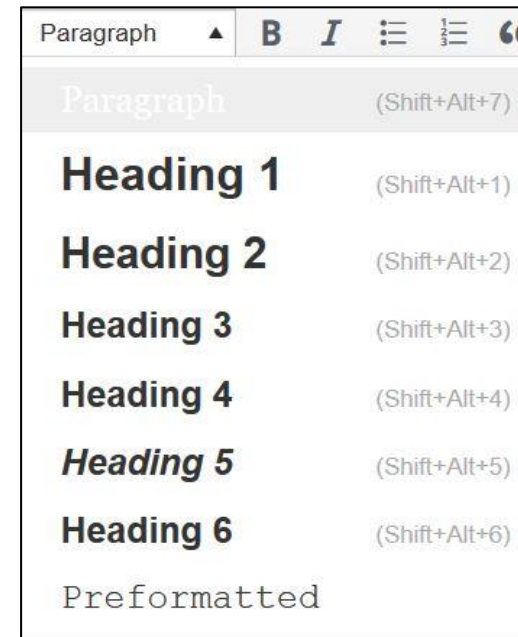 Paragraph B I
Paragraph (Shift+Alt+7)
Heading 1 (Shift+Alt+1)
Heading 2 (Shift+Alt+2)
Heading 3 (Shift+Alt+3)
Heading 4 (Shift+Alt+4)
Heading 5 (Shift+Alt+5)
Heading 6 (Shift+Alt+6)
Preformatted